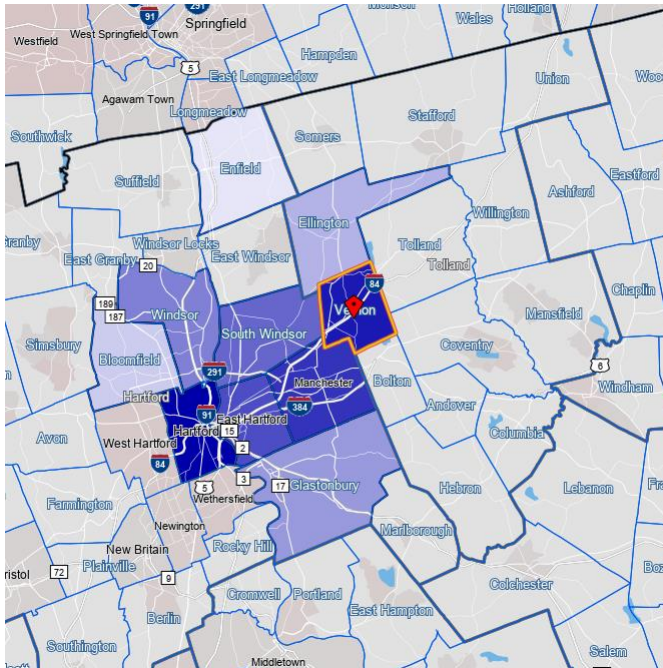 Monson
Wales
Holland
91
291
Springfield
West Springfield Town
Westfield
Hampden
5
East Longmeadow
Union
Agawam Town
Longmeadow
Stafford
Southwick
Somers
Enfield
Eastford
Suffield
Ashford
Ellington
Willington
Windsor Locks
East Windsor
Tolland
East Granby
20
Tolland
84
Chaplin
189
187
Windsor
Mansfield
South Windsor
Simsbury
Coventry
Bloomfield
6
291
Manchester
Bolton
Windham
Hartford
91
384
Andover
East Hartford
Hartford
15
Columbia
Avon
West Hartford
2
84
5
3
17
Glastonbury
Hebron
Lebanon
Wethersfield
Farmington
Newington
Marlborough
Rocky Hill
New Britain
72
Plainville
9
Colchester
Cromwell
Portland
East Hampton
Berlin
Southington
Middletown
Salem